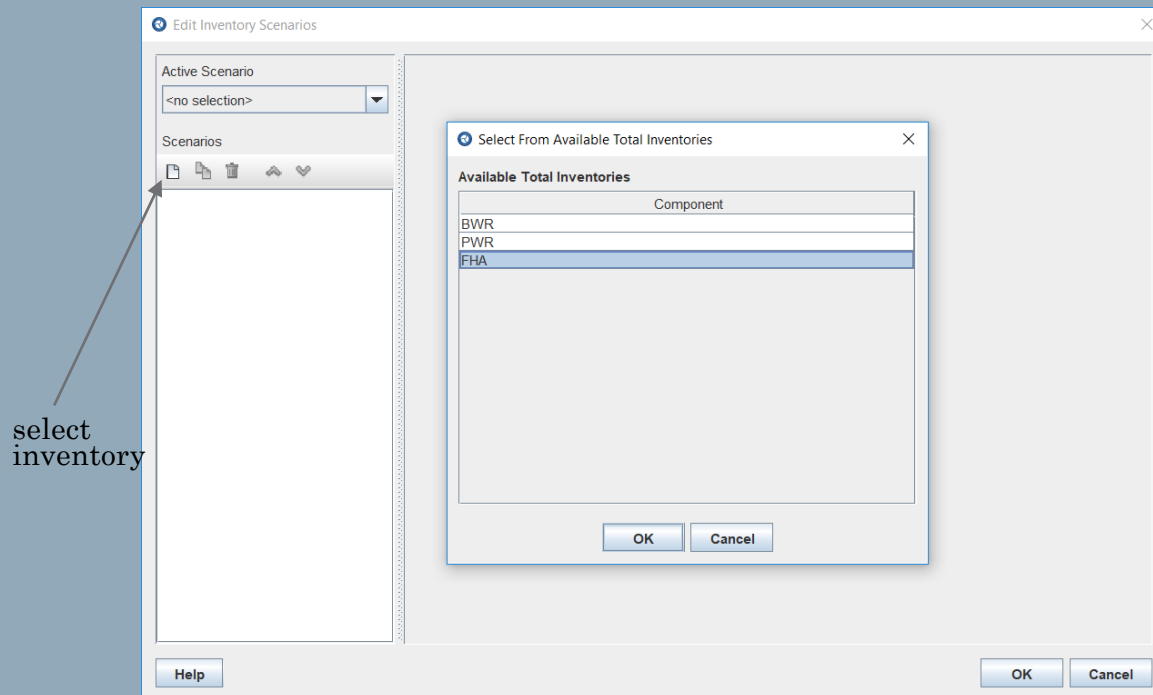 Edit Inventory Scenarios
Active Scenario
<no selection>
Scenarios
select
inventory
Select From Available Total Inventories
Available Total Inventories
Component
BWR
PWR
FHA
OK
Cancel
Help
OK
Cancel